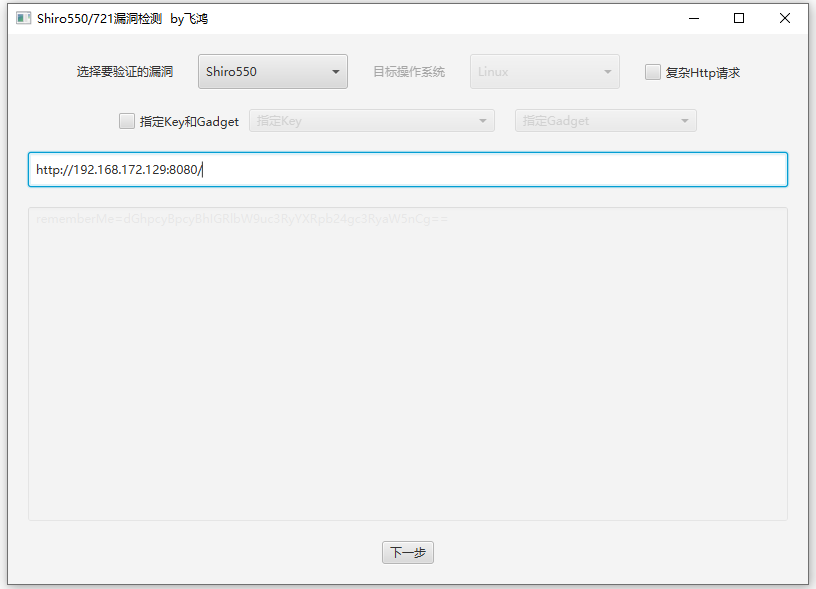 Shiro550/721漏洞检测 by飞鸿
选择要验证的漏洞 Shiro550 目标操作系统 Linux 复杂Http请求
指定Key和Gadget 指定Key 指定Gadget
http://192.168.172.129:8080/
下一步